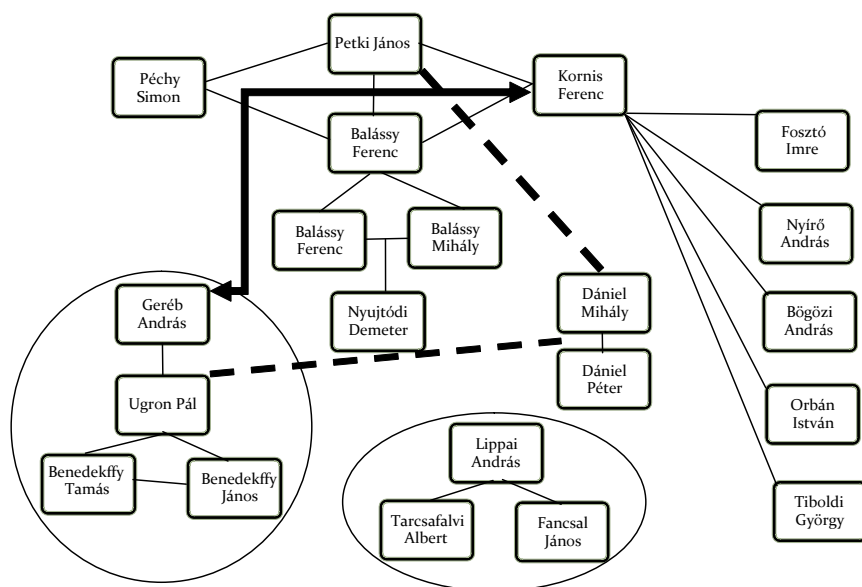 Petki János
Péchy
Simon
Kornis
Ferenc
Balássy
Ferenc
Fosztó
Imre
Balássy
Ferenc
Balássy
Mihály
Nyírő
András
Geréb
András
Nyujtódi
Demeter
Dániel
Mihály
Bögözi
András
Dániel
Péter
Ugron Pál
Orbán
István
Lippai
András
Benedekffy
Tamás
Benedekffy
János
Tarcsafalvi
Albert
Fancsal
János
Tiboldi
György